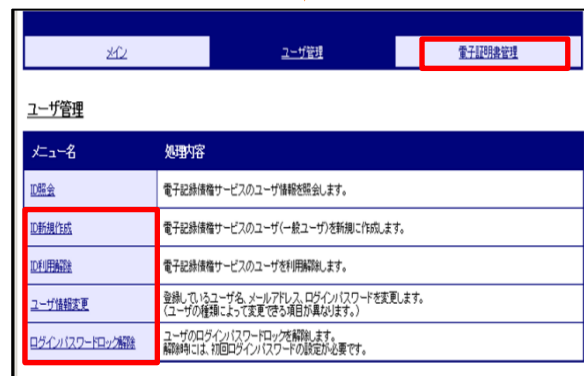 メイン
ユーザ管理
電子証明書管理
ユーザ管理
メニュー名
処理内容
ID照会
電子記録債権サービスのユーザ情報を照会します。
ID新規作成
電子記録債権サービスのユーザ(一般ユーザ)を新規に作成します。
ID利用解除
電子記録債権サービスのユーザを利用解除します。
ユーザ情報変更
登録しているユーザ名、メールアドレス、ログインパスワードを変更します。
(ユーザの種類によって変更できる項目が異なります。)
ログインパスワードロック解除
ユーザのログインパスワードロックを解除します。
解除時には、初回ログインパスワードの設定が必要です。